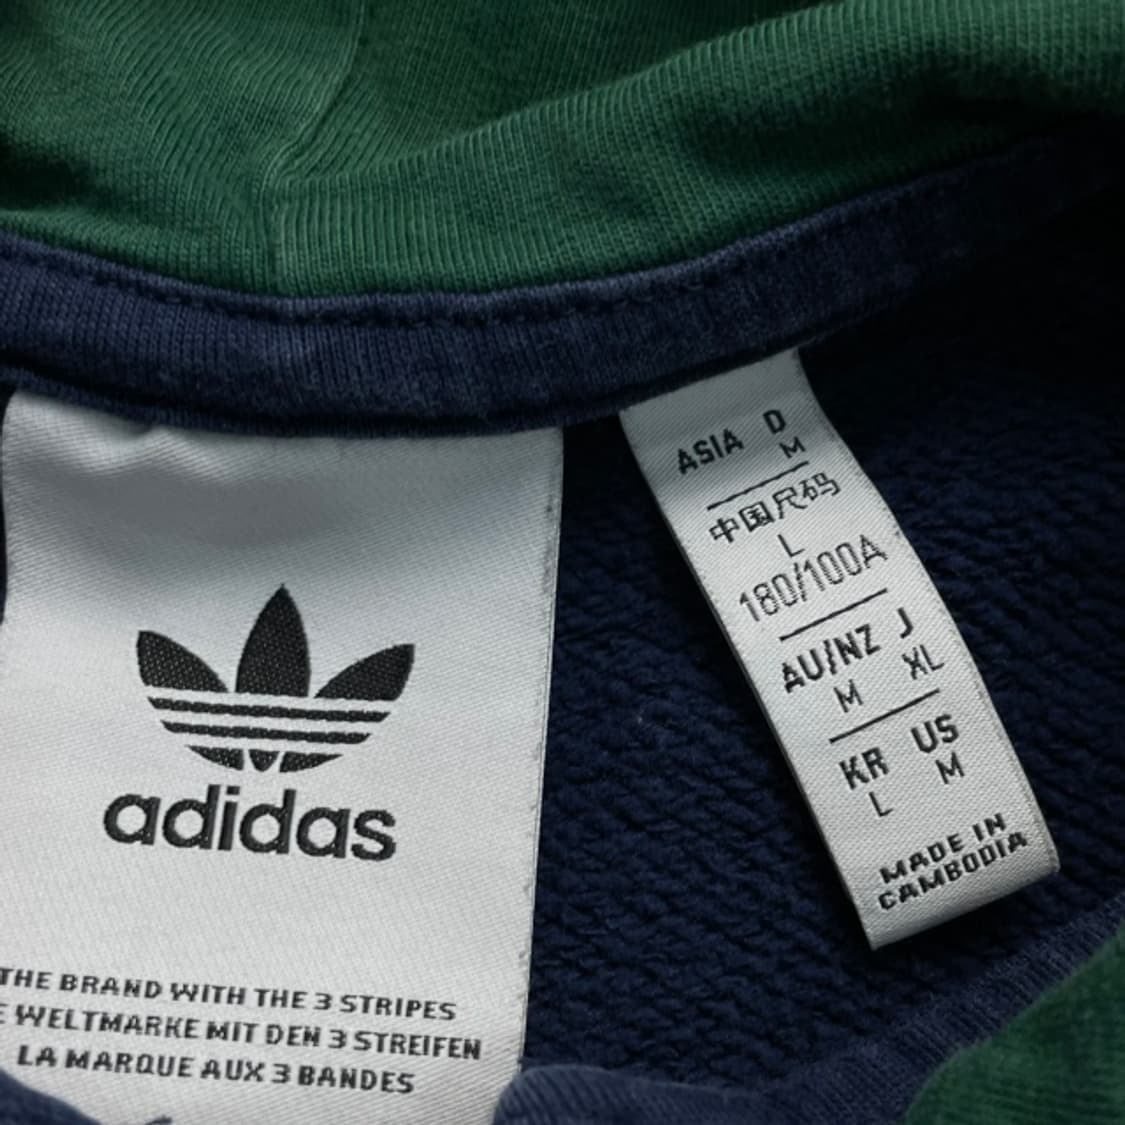 adidas
THE BRAND WITH THE 3 STRIPES
E WELTMARKE MIT DEN 3 STREIFEN
LA MARQUE AUX 3 BANDES
ASIA D
M
中国尺码
L
180/100A
AU/NZ J
M XL
KR US
L M
MADE IN
CAMBODIA